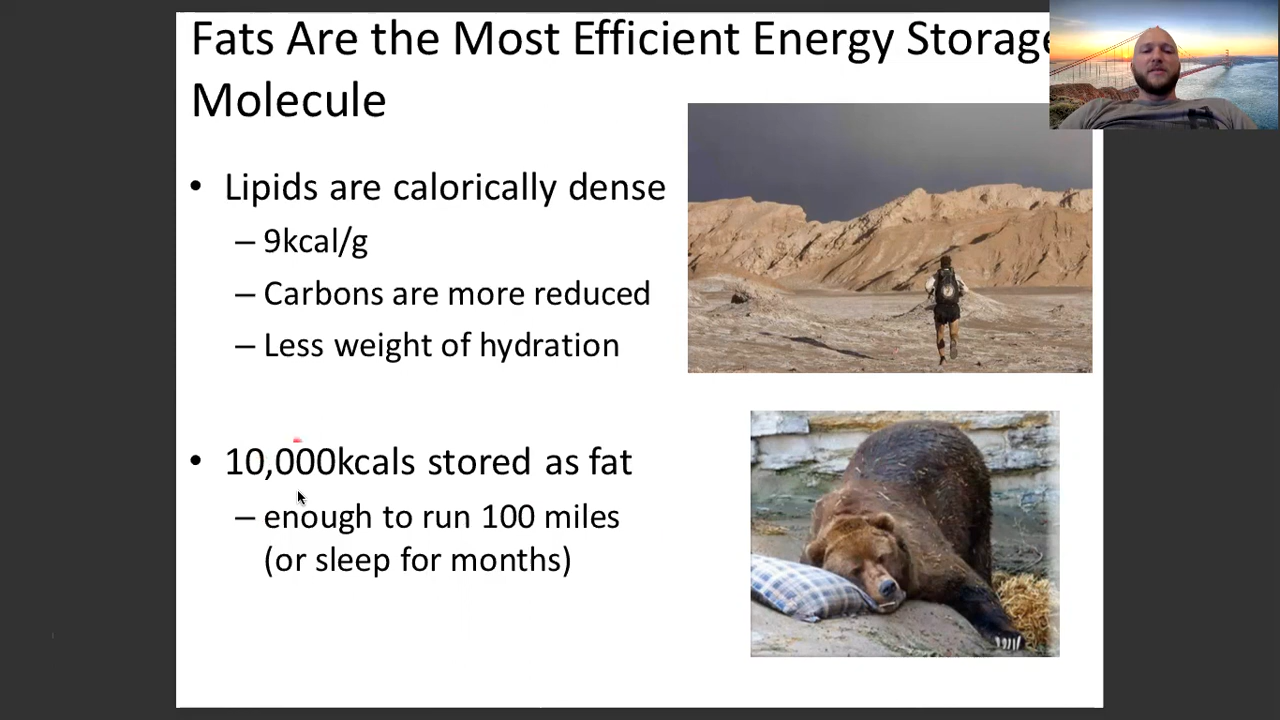 Fats Are the Most Efficient Energy Storage
Molecule
• Lipids are calorically dense
– 9kcal/g
– Carbons are more reduced
– Less weight of hydration
• 10,000kcals stored as fat
– enough to run 100 miles
(or sleep for months)